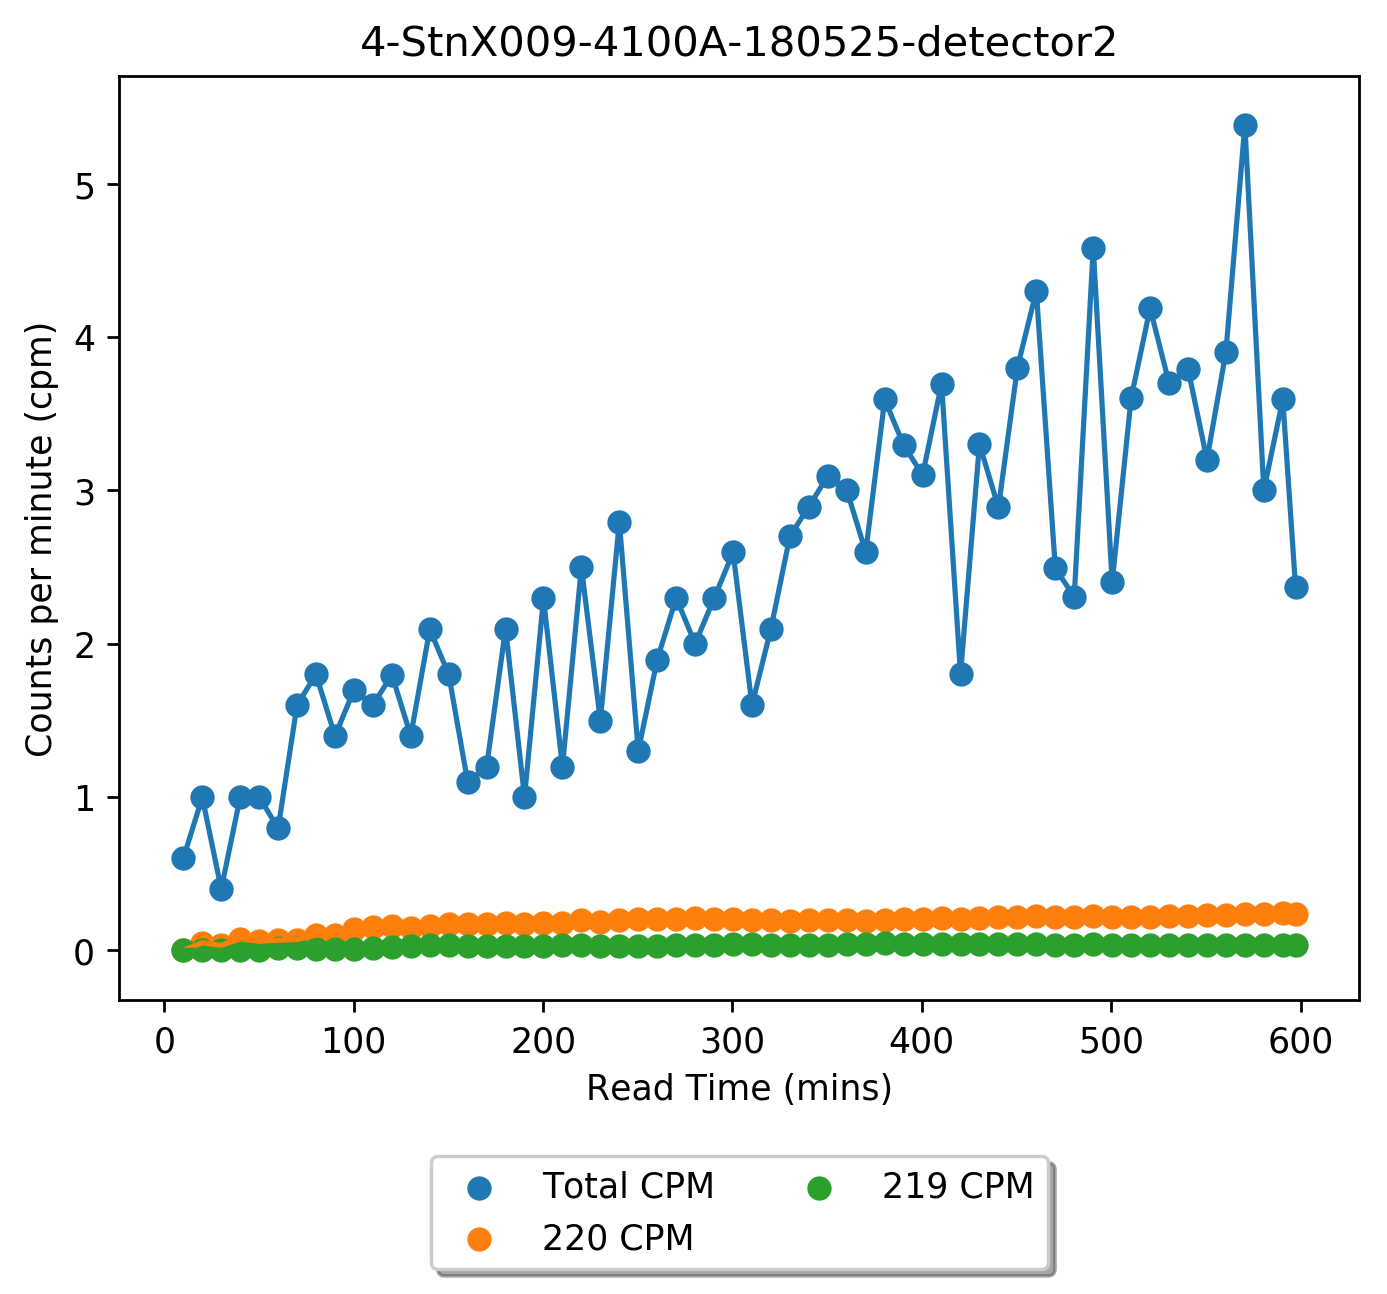 4-StnX009-4100A-180525-detector2
Counts per minute (cpm)
5
4
3
2
1
0
0 100 200 300 400 500 600
Read Time (mins)
Total CPM 219 CPM
220 CPM